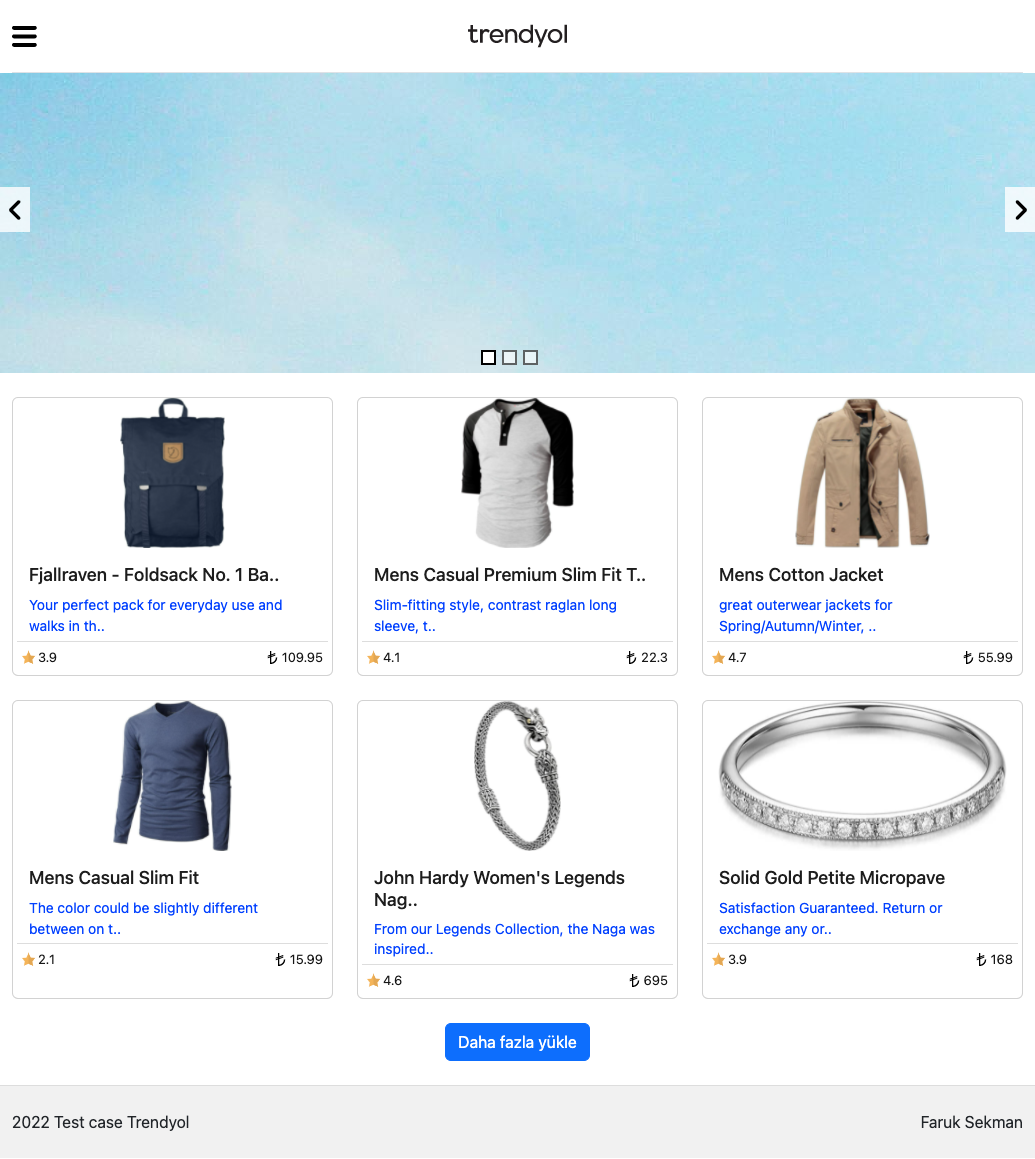 trendyol
Fjallraven - Foldsack No. 1 Ba..
Your perfect pack for everyday use and
walks in th..
3.9
₺ 109.95
Mens Casual Premium Slim Fit T..
Slim-fitting style, contrast raglan long
sleeve, t..
4.1
₺ 22.3
Mens Cotton Jacket
great outerwear jackets for
Spring/Autumn/Winter, ..
4.7
₺ 55.99
Mens Casual Slim Fit
The color could be slightly different
between on t..
2.1
₺ 15.99
John Hardy Women's Legends
Nag..
From our Legends Collection, the Naga was
inspired..
4.6
₺ 695
Solid Gold Petite Micropave
Satisfaction Guaranteed. Return or
exchange any or..
3.9
₺ 168
Daha fazla yükle
2022 Test case Trendyol
Faruk Sekman